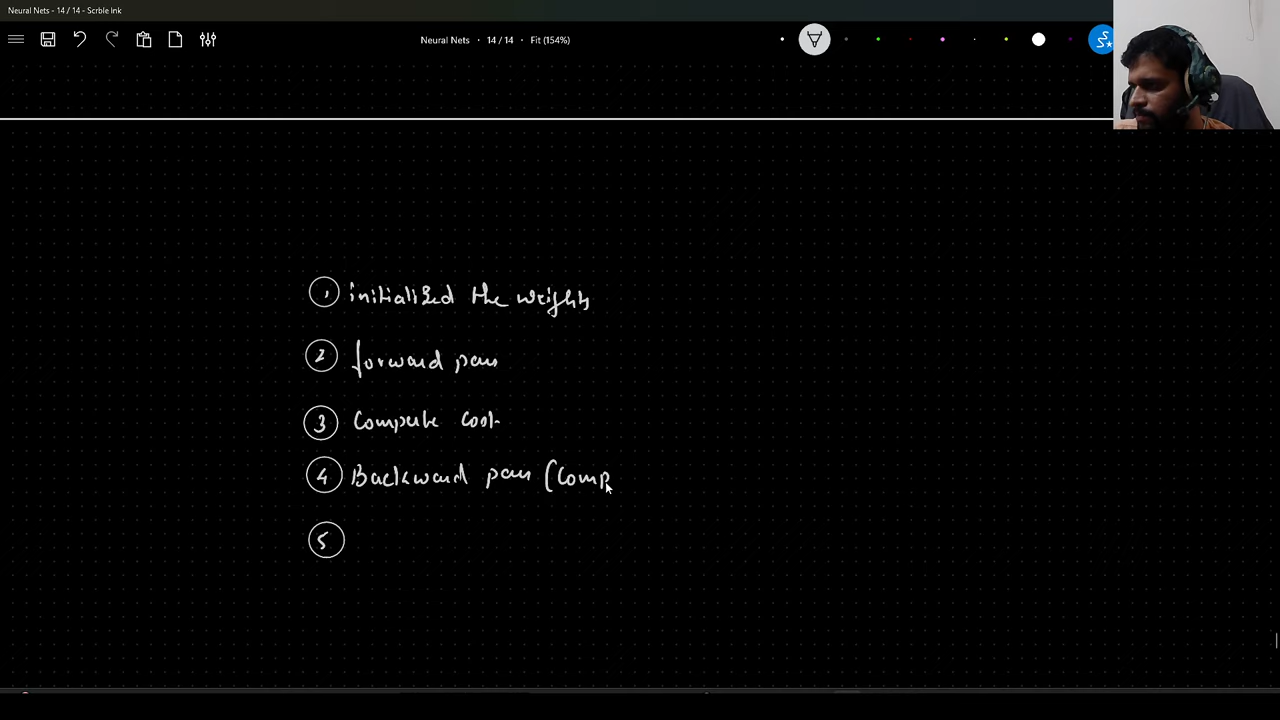 Neural Nets - 14 / 14 - Scrble Ink
Neural Nets • 14 / 14 • Fit (154%)
1 initialized the weights
2 forward pass
3 Compute cost
4 Backward pass (Comp
5